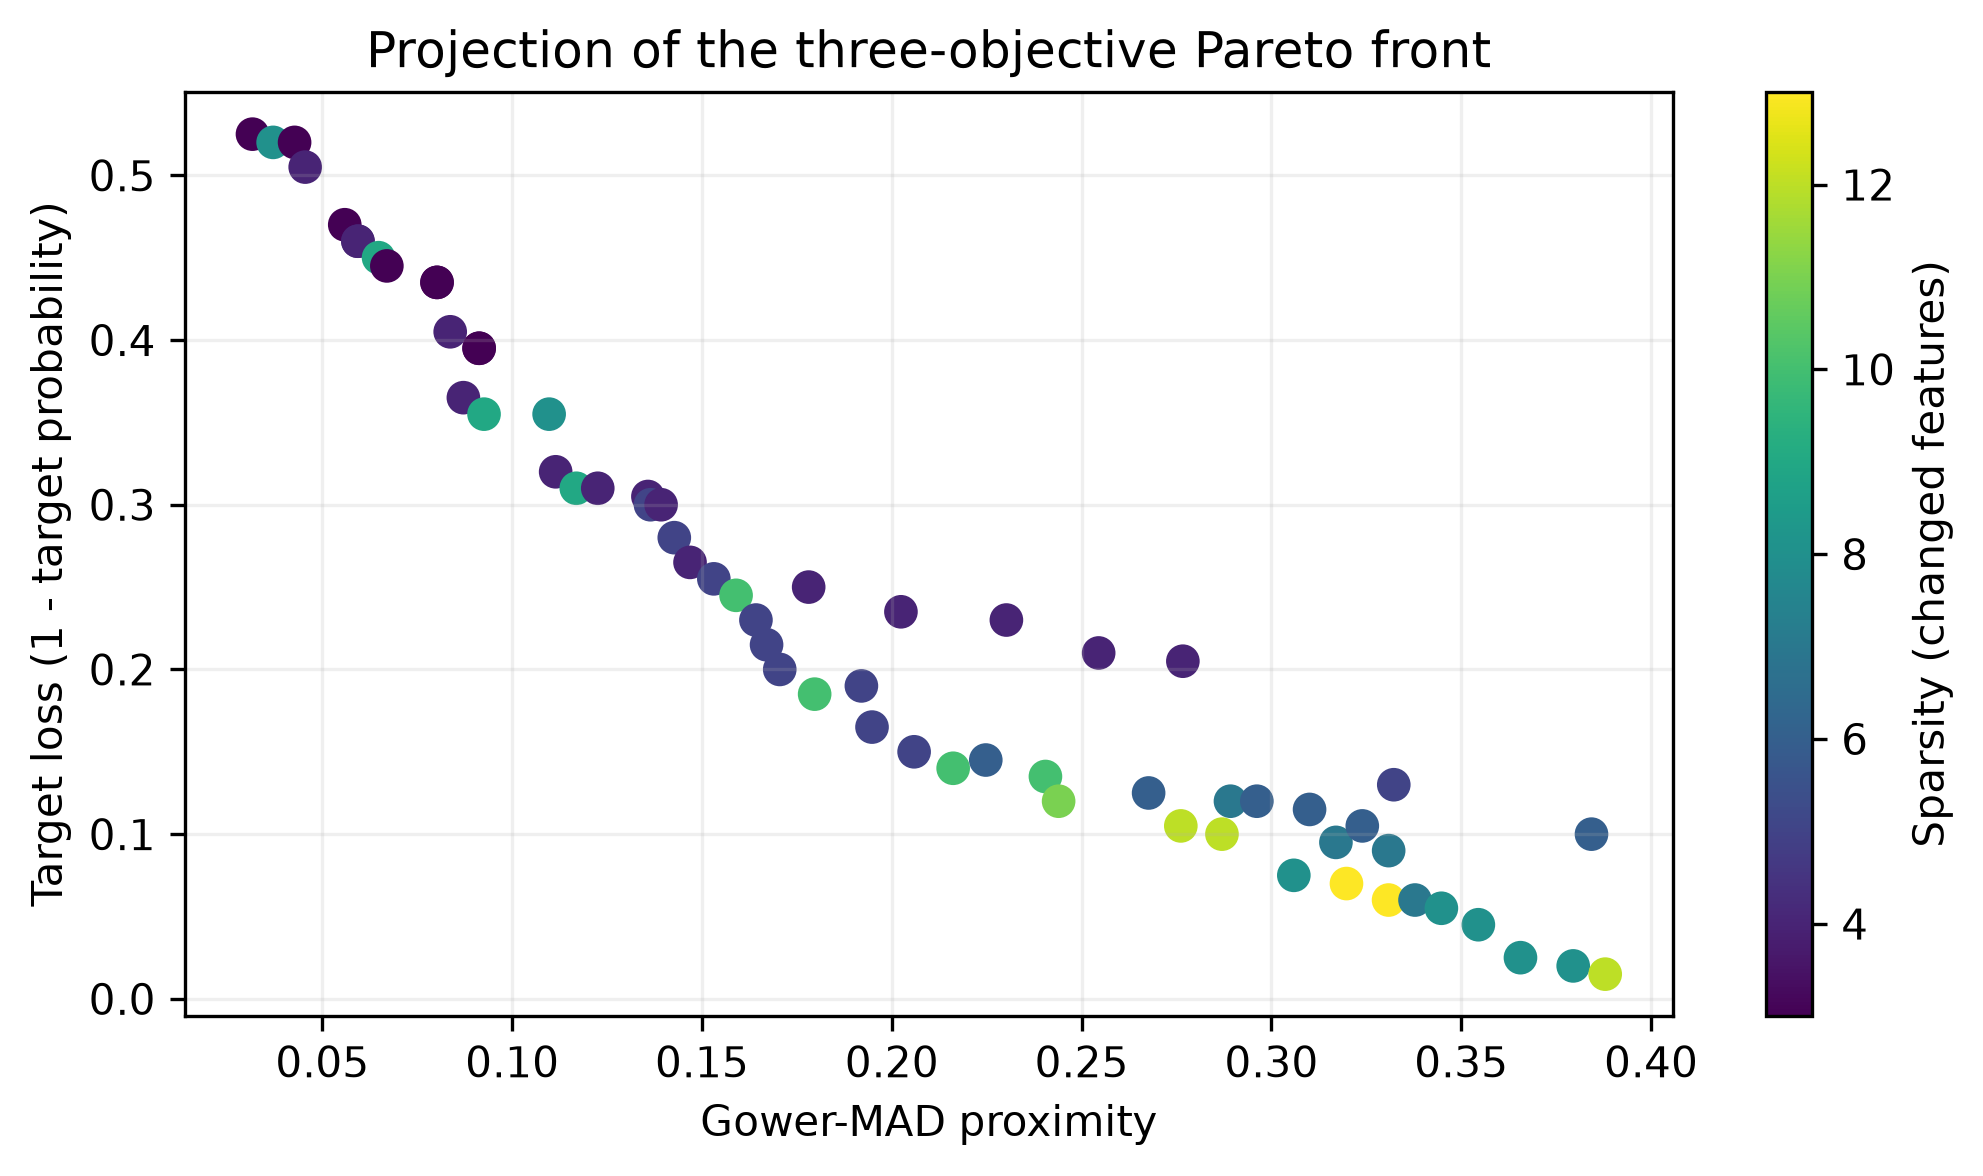 Projection of the three-objective Pareto front
Target loss (1 - target probability)
0.5
0.4
0.3
0.2
0.1
0.0
0.05 0.10 0.15 0.20 0.25 0.30 0.35 0.40
Gower-MAD proximity
12
10
8
6
4
Sparsity (changed features)